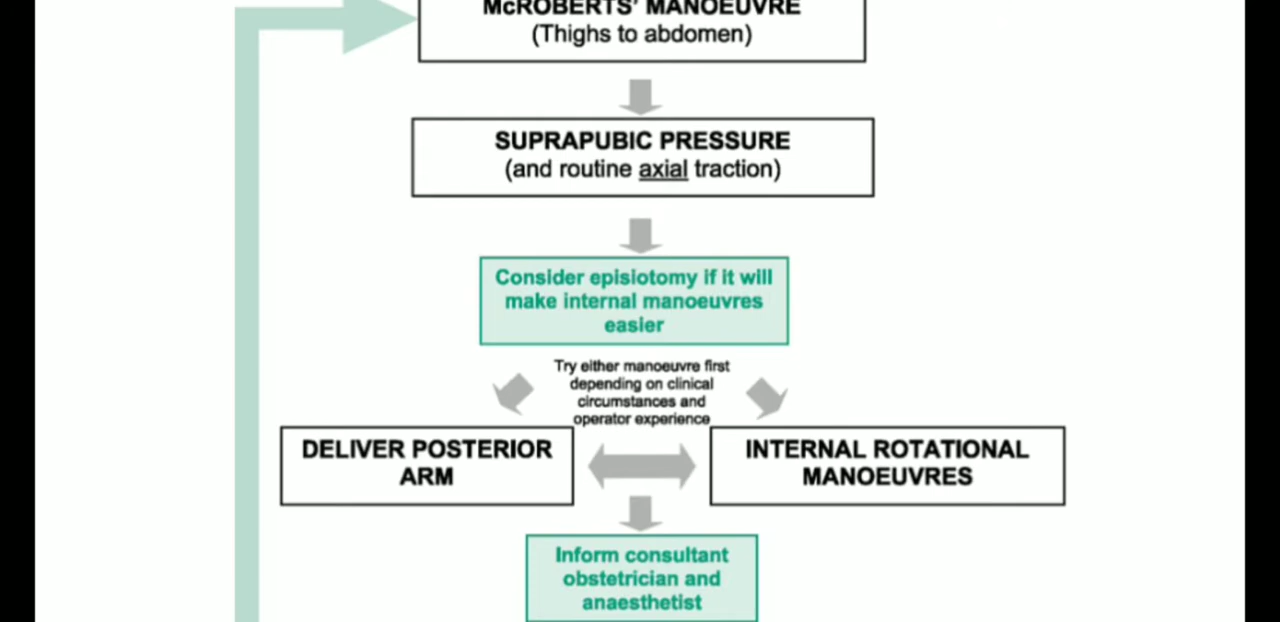 McROBERTS' MANOEUVRE
(Thighs to abdomen)
SUPRAPUBIC PRESSURE
(and routine axial traction)
Consider episiotomy if it will
make internal manoeuvres
easier
Try either manoeuvre first
depending on clinical
circumstances and
operator experience
DELIVER POSTERIOR
ARM
INTERNAL ROTATIONAL
MANOEUVRES
Inform consultant
obstetrician and
anaesthetist